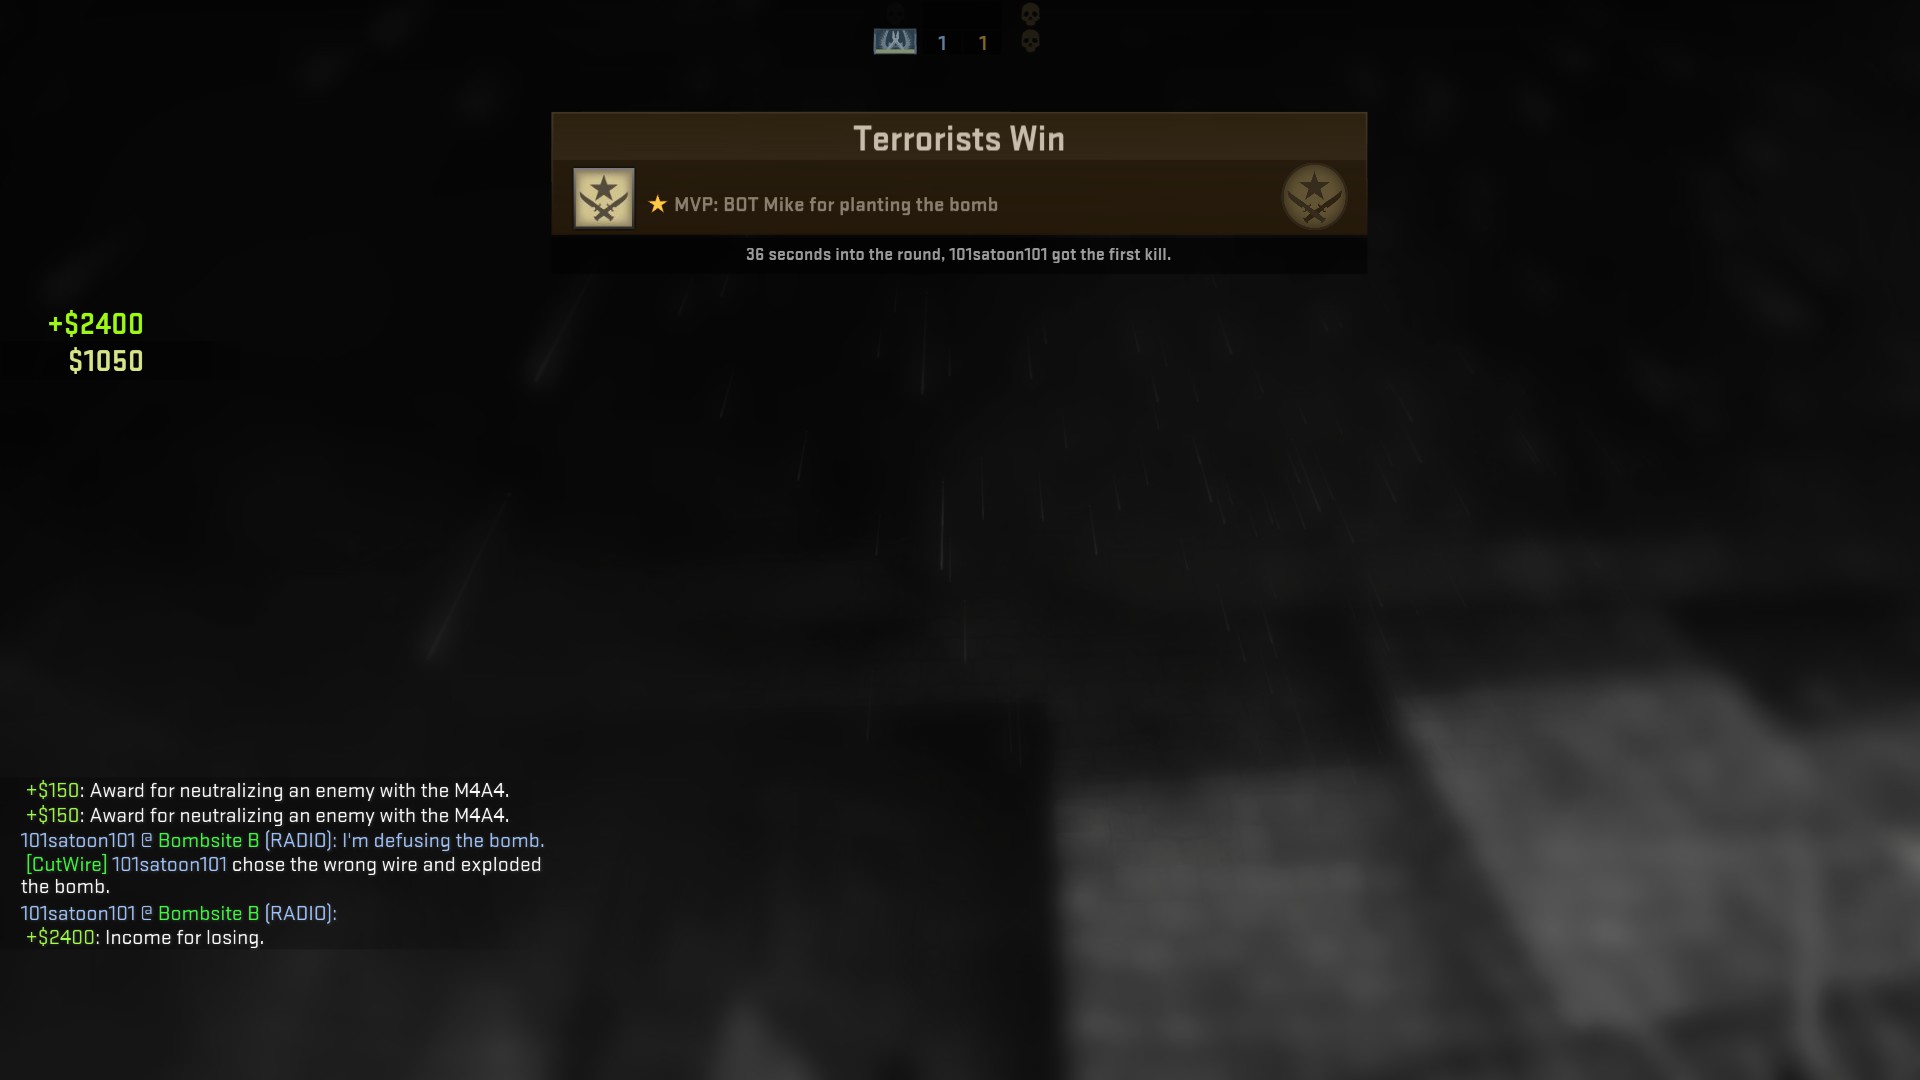 1 1
Terrorists Win
★ MVP: BOT Mike for planting the bomb
36 seconds into the round, 101satoon101 got the first kill.
+$2400
$1050
+$150: Award for neutralizing an enemy with the M4A4.
+$150: Award for neutralizing an enemy with the M4A4.
101satoon101 @ Bombsite B (RADIO): I'm defusing the bomb.
[CutWire] 101satoon101 chose the wrong wire and exploded
the bomb.
101satoon101 @ Bombsite B (RADIO):
+$2400: Income for losing.